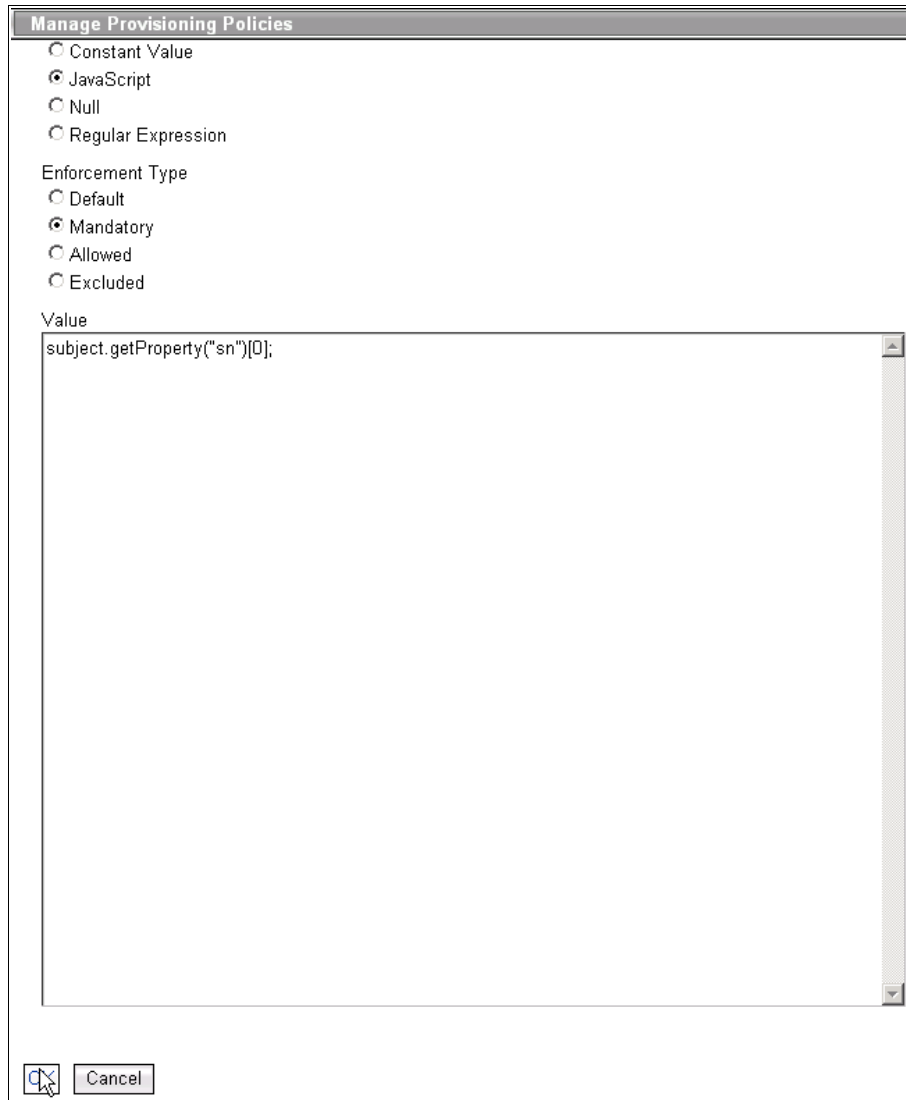 Manage Provisioning Policies
Constant Value
JavaScript
Null
Regular Expression
Enforcement Type
Default
Mandatory
Allowed
Excluded
Value
subject.getProperty("sn")[0];
Cancel